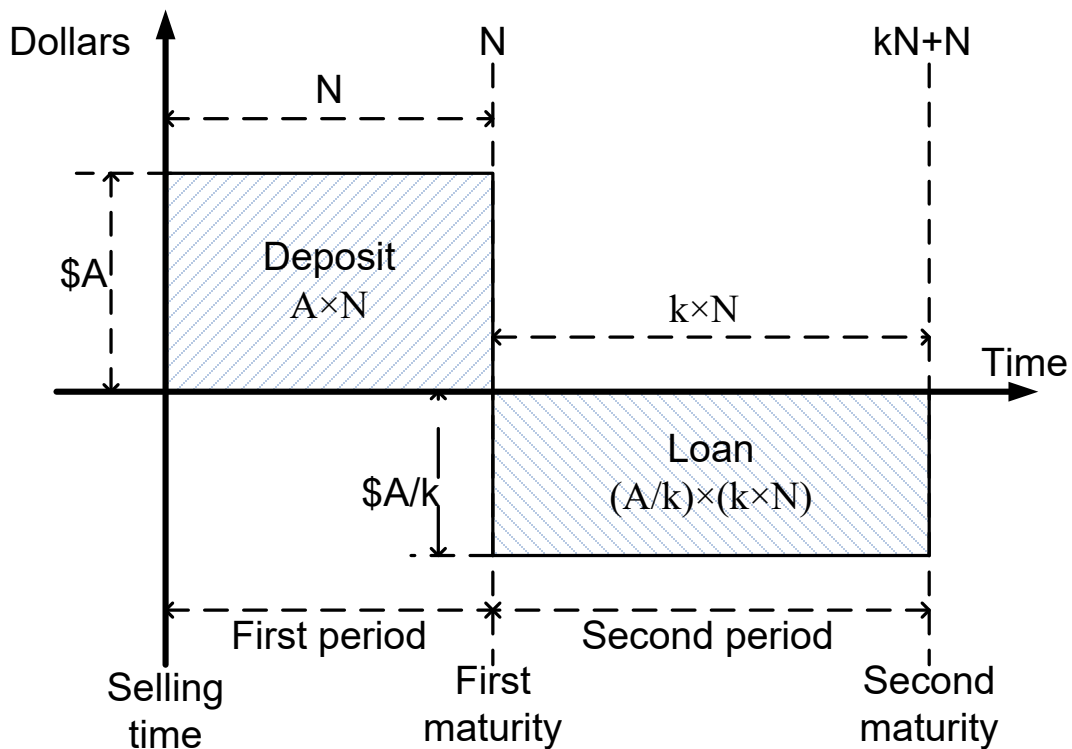 Dollars
N
kN+N
N
$A
Deposit
A×N
k×N
Time
$A/k
Loan
(A/k)×(k×N)
First period
Second period
Selling
time
First
maturity
Second
maturity